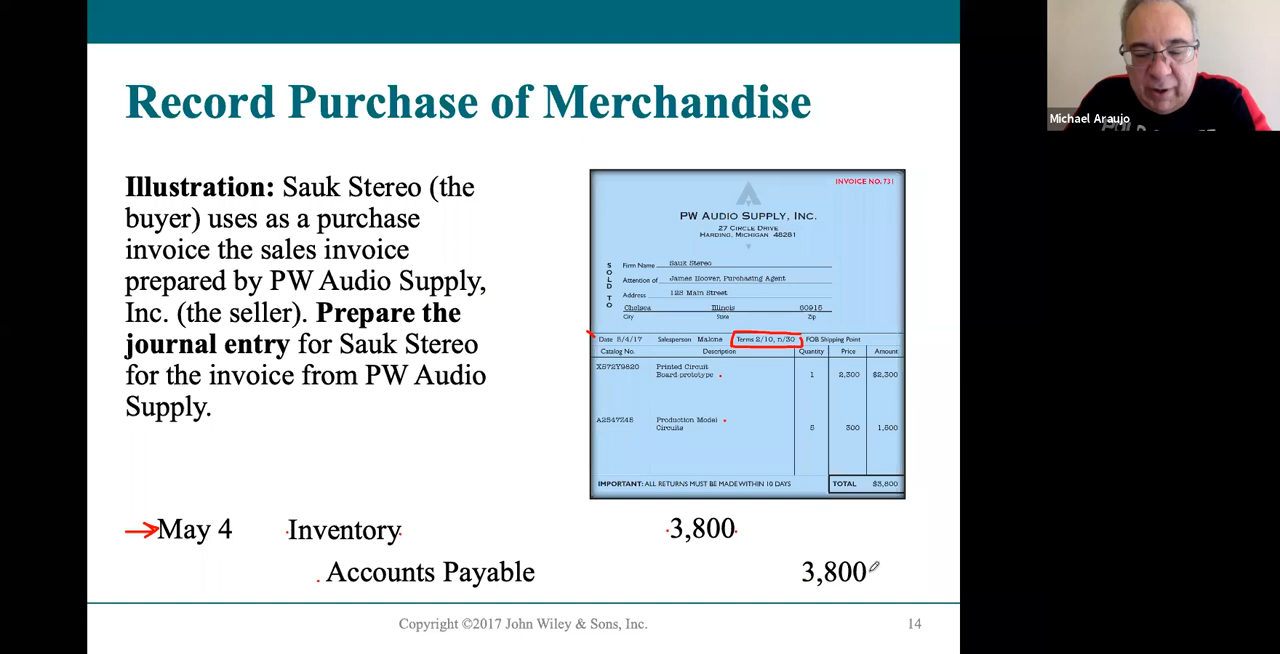 Record Purchase of Merchandise
Michael Araujo
Illustration: Sauk Stereo (the
buyer) uses as a purchase
invoice the sales invoice
prepared by PW Audio Supply,
Inc. (the seller). Prepare the
journal entry for Sauk Stereo
for the invoice from PW Audio
Supply.
INVOICE NO. 731
PW AUDIO SUPPLY, INC.
27 CIRCLE DRIVE
HARDING, MICHIGAN 48281
SOLD TO
Firm Name Sauk Stereo
Attention of James Hoover, Purchasing Agent
Address 125 Main Street
Chelsea Illinois 60915
City State Zip
Date 5/4/17 Salesperson Malone Terms 2/10, n/30 FOB Shipping Point
Catalog No. Description Quantity Price Amount
X572Y9820 Printed Circuit
Board-prototype 1 2,300 $2,300
A2547Z45 Production Model
Circuits 5 300 1,500
IMPORTANT: ALL RETURNS MUST BE MADE WITHIN 10 DAYS TOTAL $3,800
May 4 Inventory 3,800
Accounts Payable 3,800
Copyright ©2017 John Wiley & Sons, Inc. 14